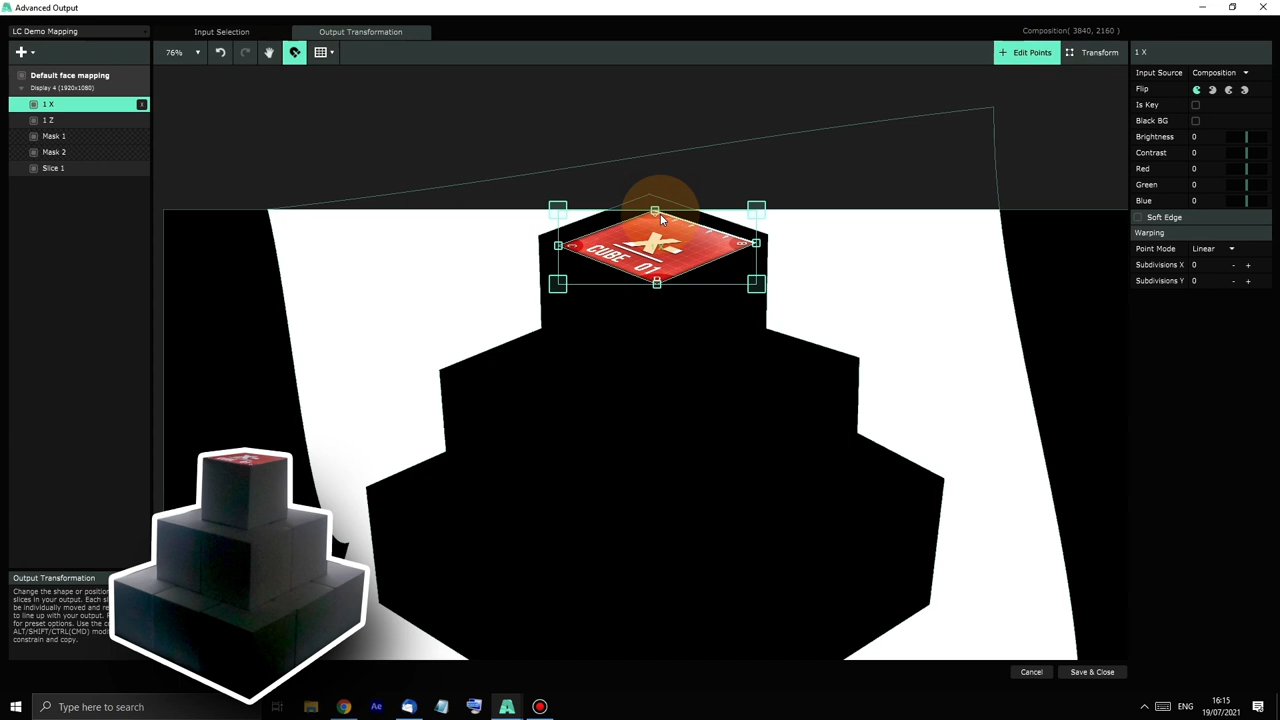 Advanced Output
LC Demo Mapping
Input Selection
Output Transformation
Composition( 3840, 2160 )
76%
Edit Points
Transform
1 X
Default face mapping
Display 4 (1920x1080)
1 X
X
1 Z
Mask 1
Mask 2
Slice 1
Input Source
Composition
Flip
Is Key
Black BG
Brightness
0
Contrast
0
Red
0
Green
0
Blue
0
Soft Edge
Warping
Point Mode
Linear
Subdivisions X
0
-
+
Subdivisions Y
0
-
+
X
CUBE 01
Output Transformation
Change the shape or position
slices in your output. Each sl
be individually moved and re
to line up with your output.
for preset options. Use the co
ALT/SHIFT/CTRL(CMD) modi
constrain and copy.
Cancel
Save & Close
Type here to search
Ae
ENG
16:15
19/07/2021